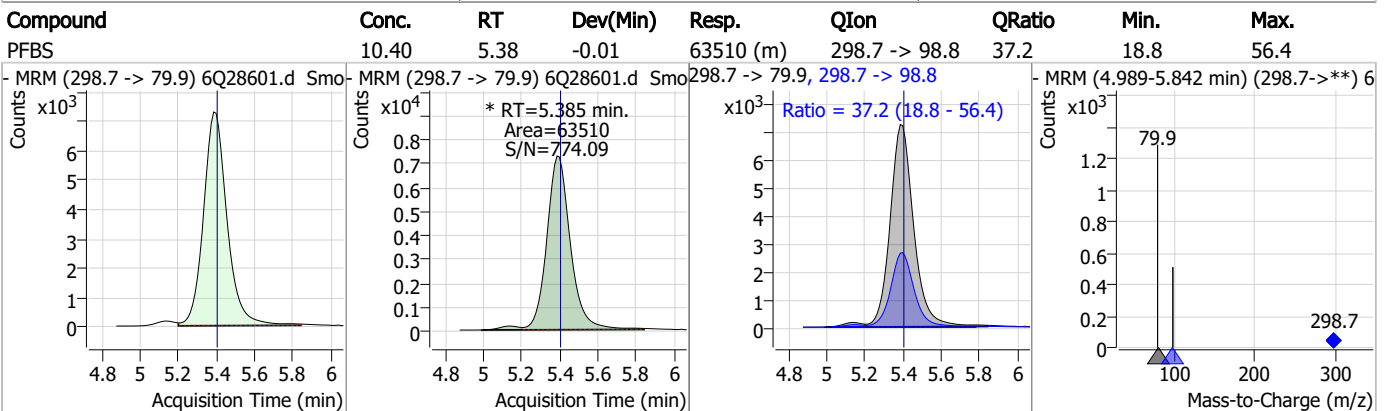 Compound Conc. RT Dev(Min) Resp. QIon QRatio Min. Max.
PFBS 10.40 5.38 -0.01 63510 (m) 298.7 -> 98.8 37.2 18.8 56.4
- MRM (298.7 -> 79.9) 6Q28601.d Smo
Counts
x10³
6
5
4
3
2
1
0
4.8 5 5.2 5.4 5.6 5.8 6
Acquisition Time (min)
- MRM (298.7 -> 79.9) 6Q28601.d Smo
Counts
x10⁴
* RT=5.385 min.
Area=63510
S/N=774.09
0.8
0.7
0.6
0.5
0.4
0.3
0.2
0.1
0
4.8 5 5.2 5.4 5.6 5.8 6
Acquisition Time (min)
298.7 -> 79.9, 298.7 -> 98.8
Counts
x10³
Ratio = 37.2 (18.8 - 56.4)
6
5
4
3
2
1
0
4.8 5 5.2 5.4 5.6 5.8 6
Acquisition Time (min)
- MRM (4.989-5.842 min) (298.7->**) 6
Counts
x10³
79.9
1.2
1
0.8
0.6
0.4
0.2
0
298.7
100 200 300
Mass-to-Charge (m/z)